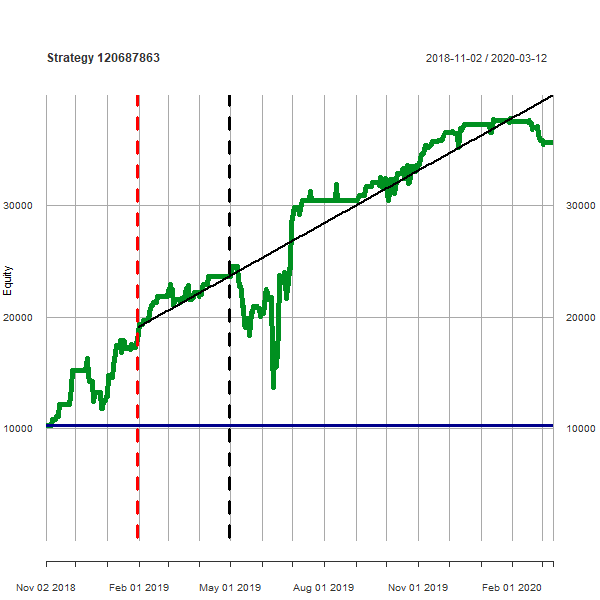 Strategy 120687863
2018-11-02 / 2020-03-12
30000
30000
Equity
20000
20000
10000
10000
Nov 02 2018
Feb 01 2019
May 01 2019
Aug 01 2019
Nov 01 2019
Feb 01 2020